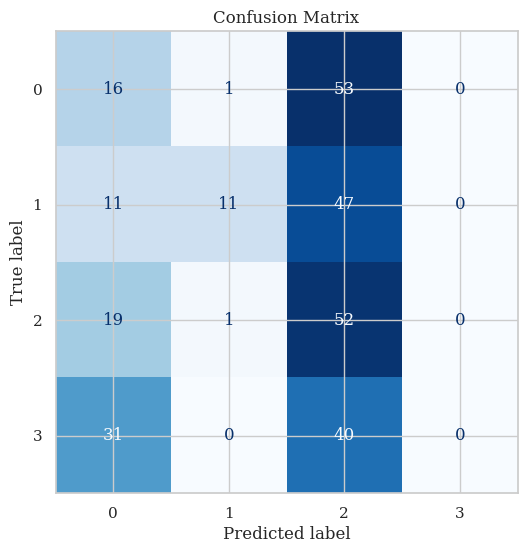 Confusion Matrix
0 16 1 53 0
1 11 11 47 0
2 19 1 52 0
3 31 0 40 0
0 1 2 3
Predicted label
True label